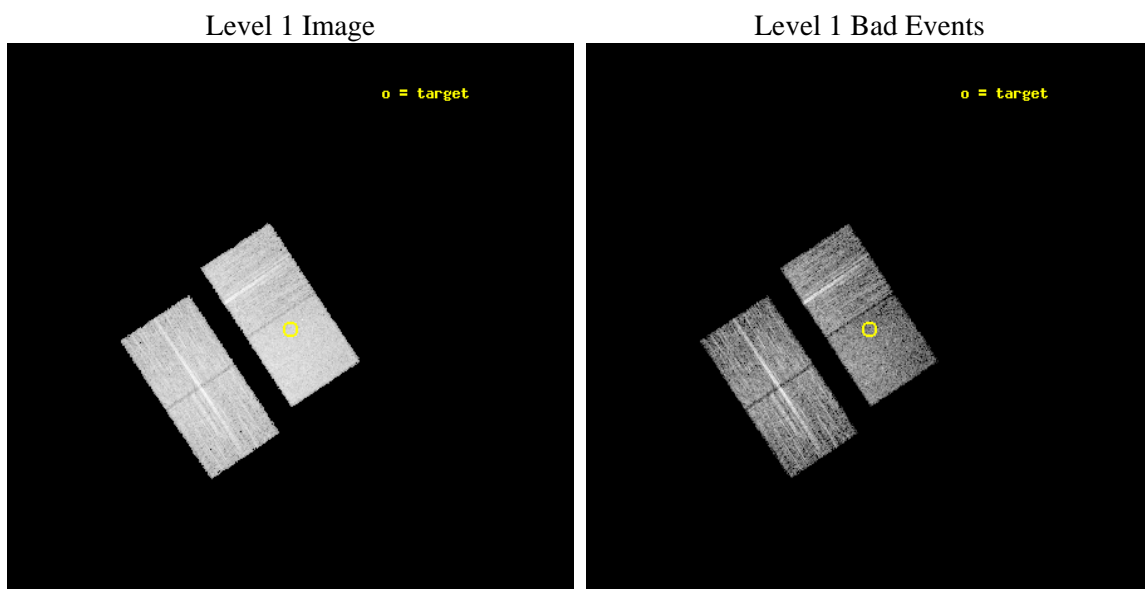 Level 1 Image
Level 1 Bad Events
o = target
o = target